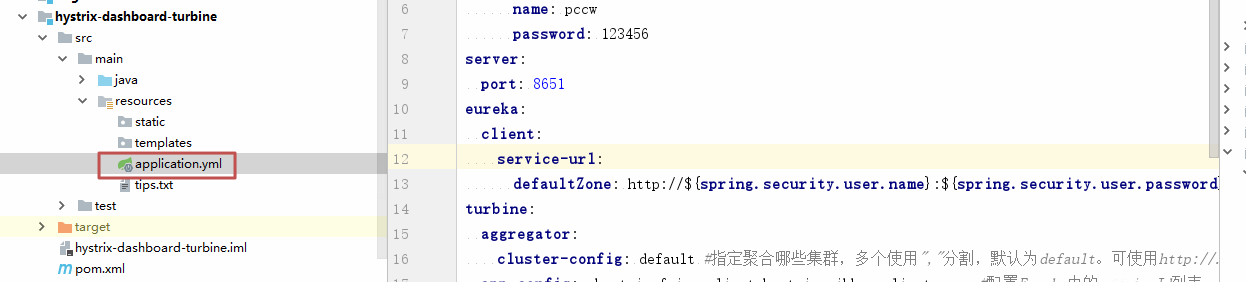 hystrix-dashboard-turbine
src
main
java
resources
static
templates
application.yml
tips.txt
test
target
hystrix-dashboard-turbine.iml
pom.xml
6 name: pccw
7 password: 123456
8 server:
9 port: 8651
10 eureka:
11 client:
12 service-url:
13 defaultZone: http://${spring.security.user.name}:${spring.security.user.password}
14 turbine:
15 aggregator:
16 cluster-config: default #指定聚合哪些集群，多个使用","分割，默认为default。可使用http://.